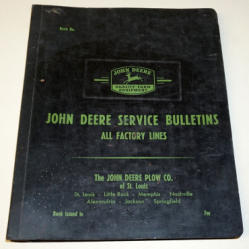 Book No.
JOHN DEERE
QUALITY FARM
EQUIPMENT
JOHN DEERE SERVICE BULLETINS
ALL FACTORY LINES
The JOHN DEERE PLOW CO.
of St. Louis
St. Louis - Little Rock - Memphis - Nashville
Alexandria - Jackson - Springfield
Book Issued to
For